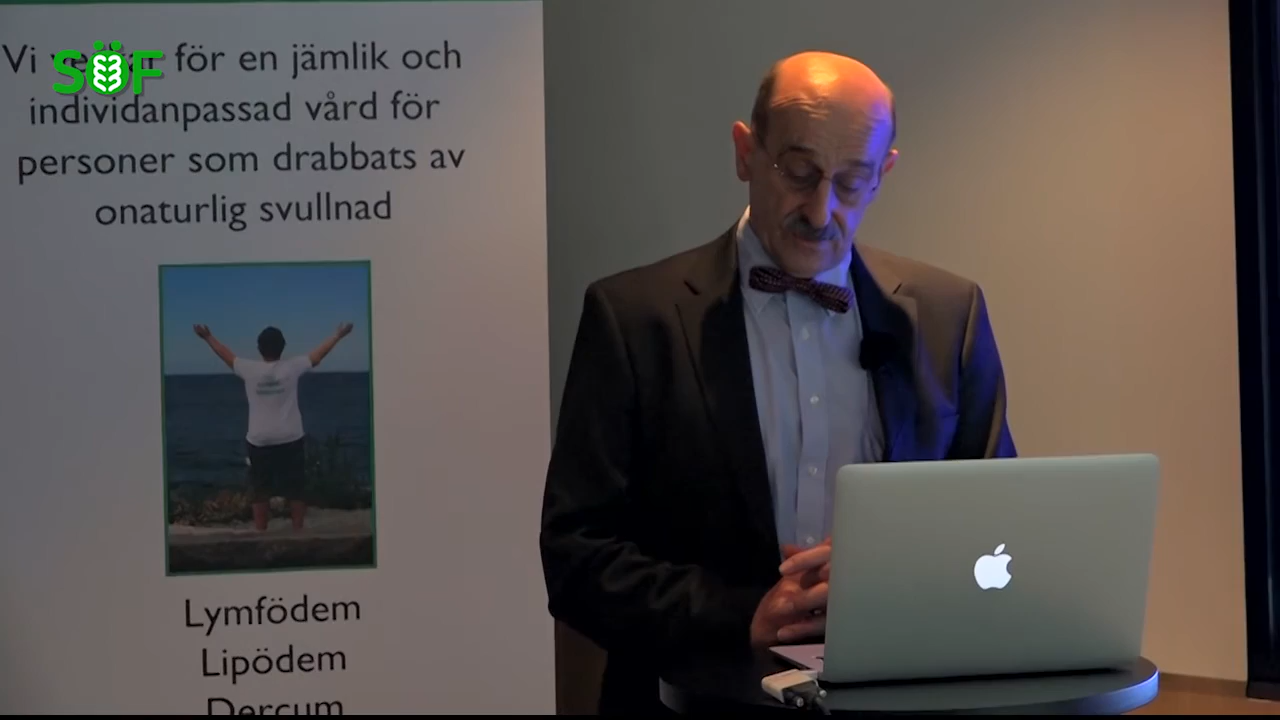 SÖF
Vi för en jämlik och
individanpassad vård för
personer som drabbats av
onaturlig svullnad
Lymfödem
Lipödem
Dercum